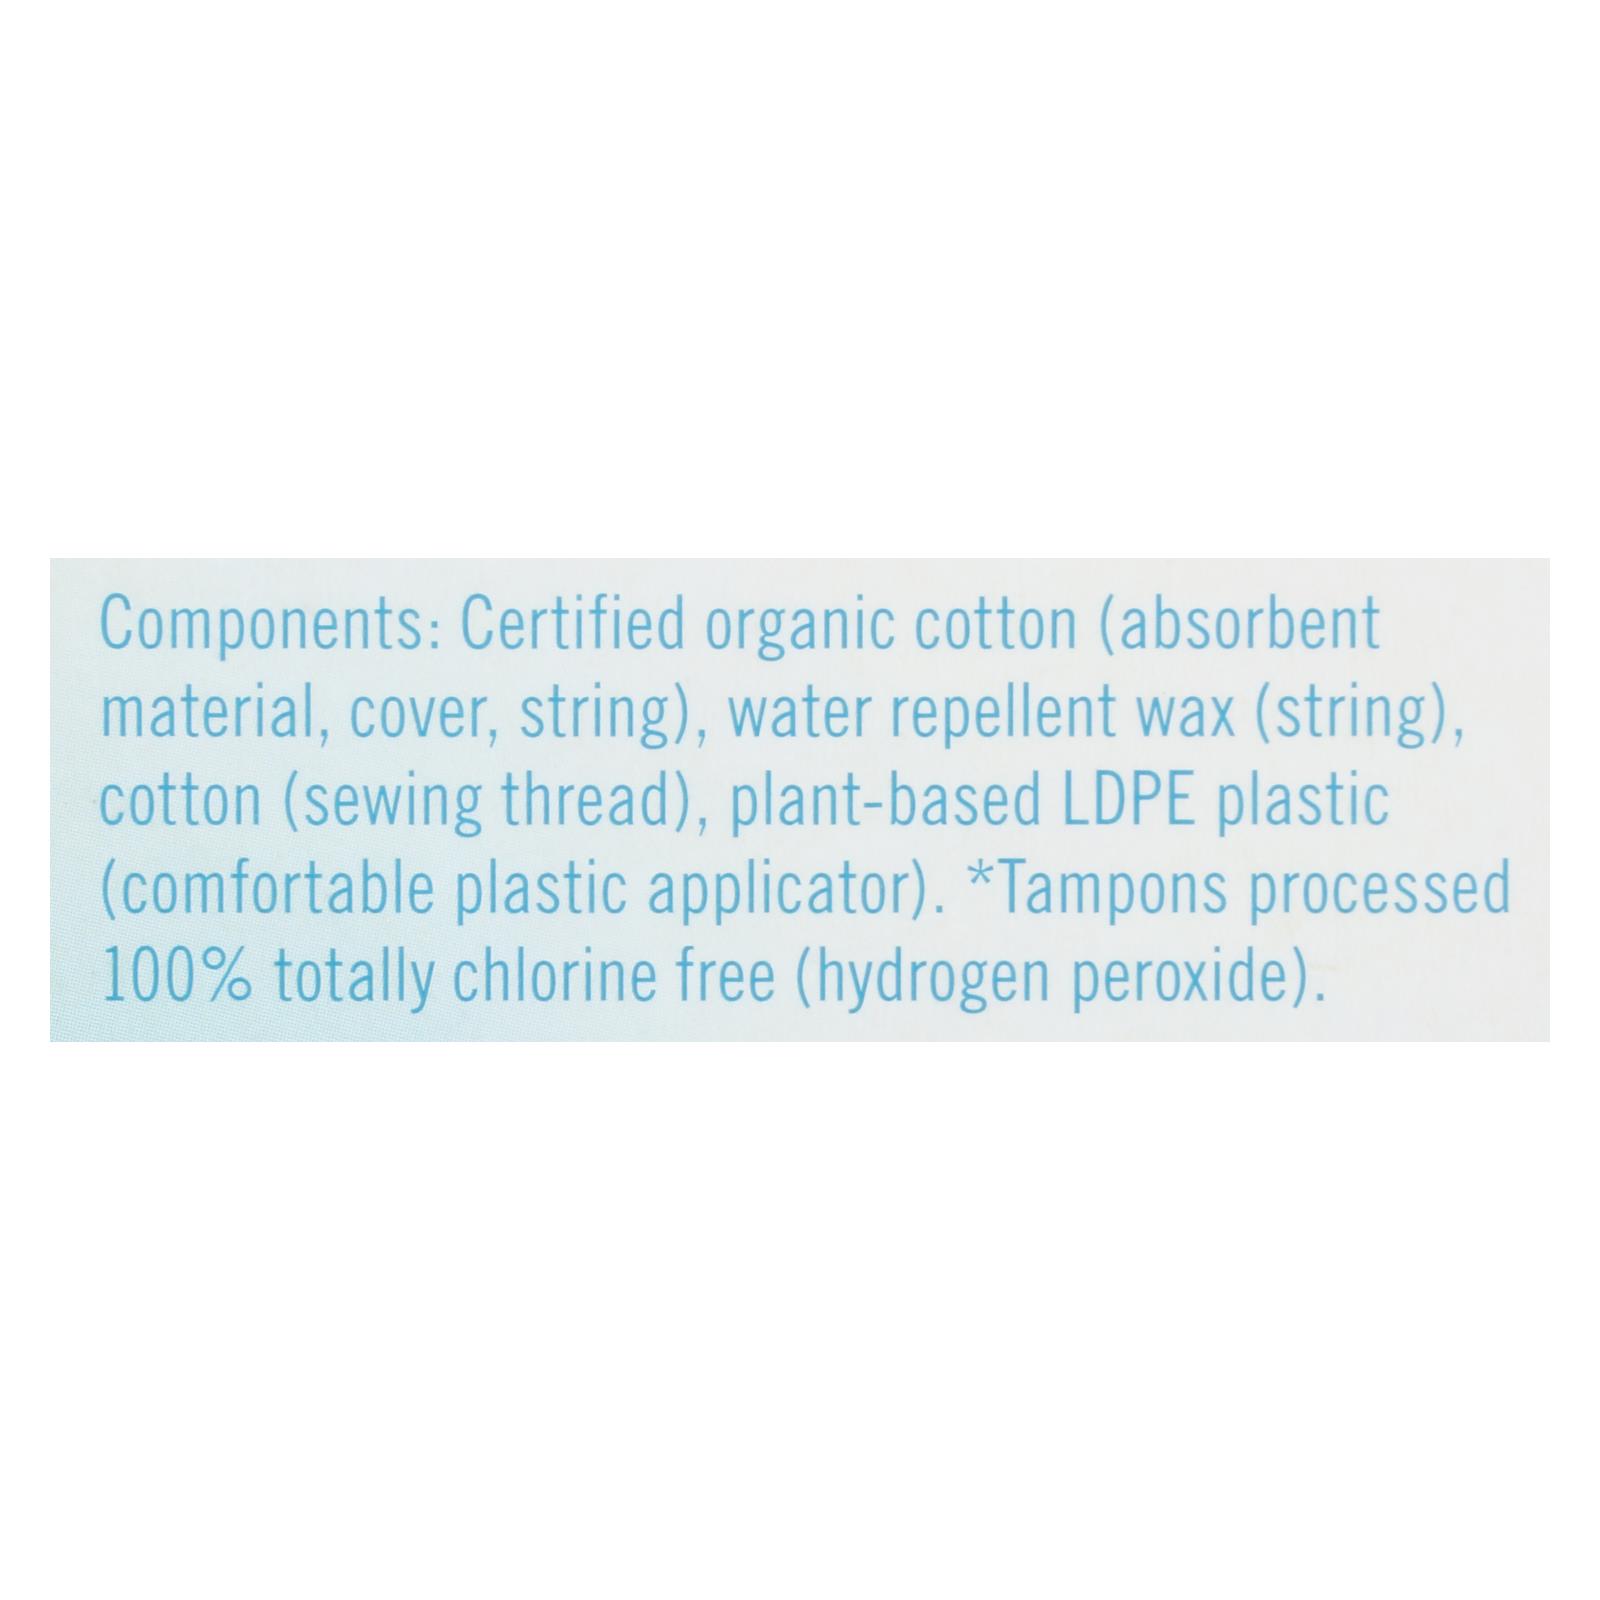 Components: Certified organic cotton (absorbent
material, cover, string), water repellent wax (string),
cotton (sewing thread), plant-based LDPE plastic
(comfortable plastic applicator). *Tampons processed
100% totally chlorine free (hydrogen peroxide).